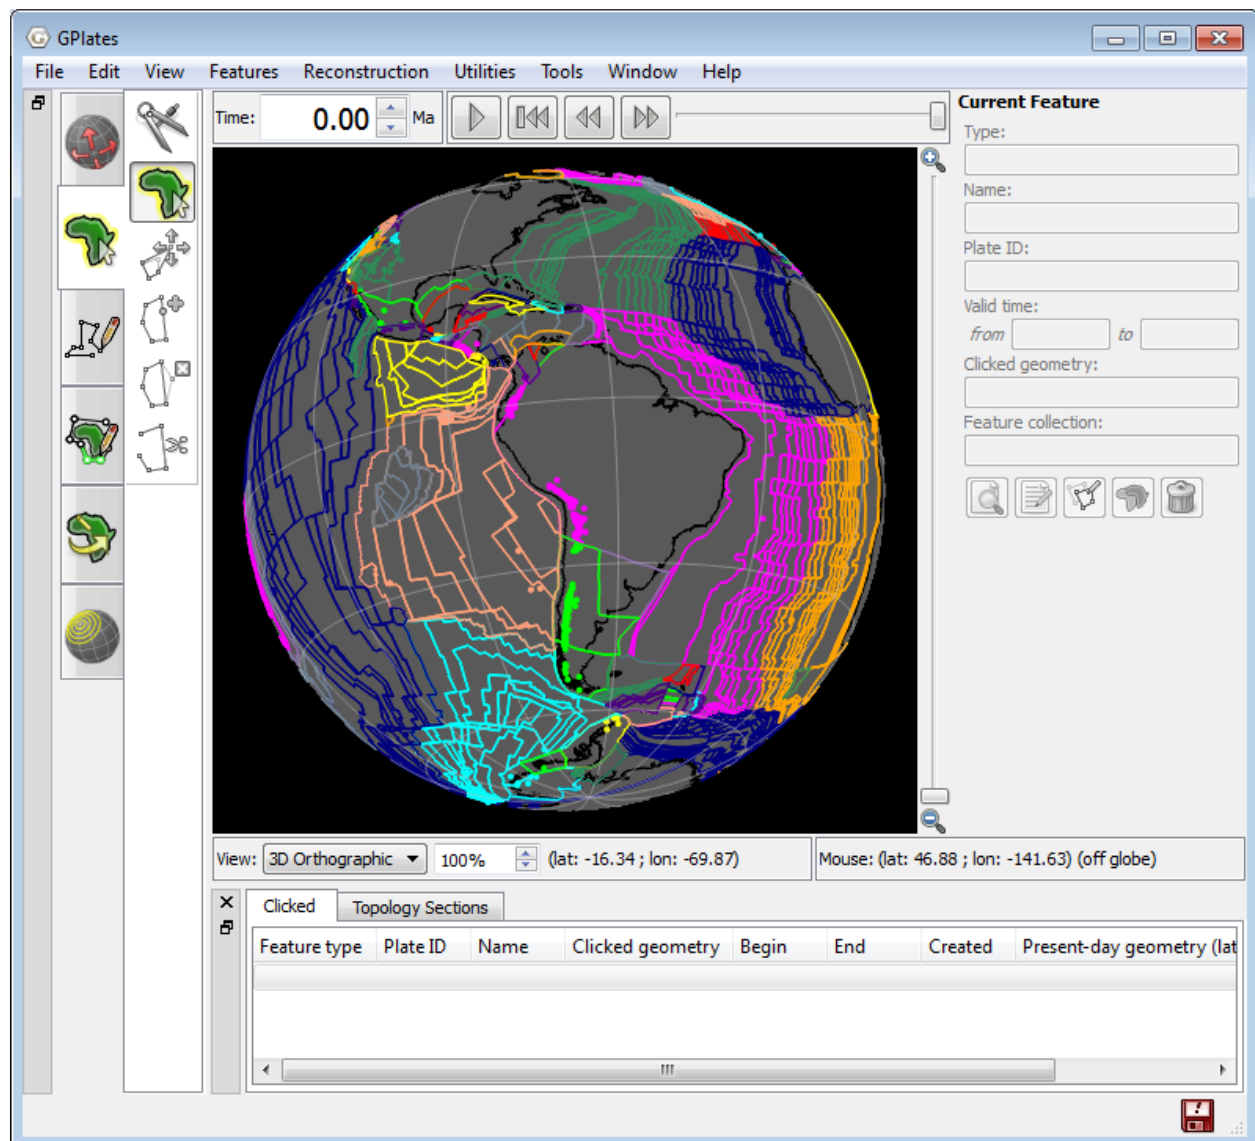 GPlates
File Edit View Features Reconstruction Utilities Tools Window Help
Time: 0.00 Ma
Current Feature
Type:
Name:
Plate ID:
Valid time:
from to
Clicked geometry:
Feature collection:
View: 3D Orthographic 100% (lat: -16.34 ; lon: -69.87) Mouse: (lat: 46.88 ; lon: -141.63) (off globe)
Clicked Topology Sections
Feature type Plate ID Name Clicked geometry Begin End Created Present-day geometry (lat